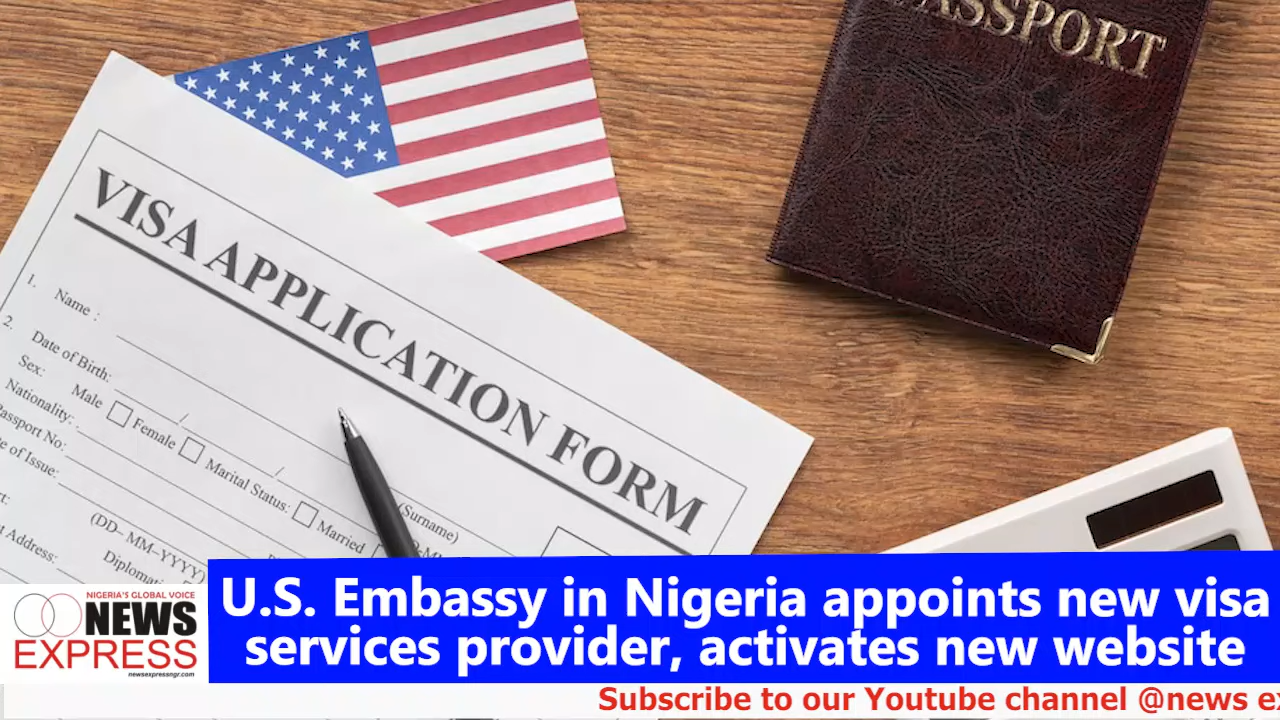 PASSPORT
VISA APPLICATION FORM
1.
Name :
2.
Date of Birth:
Sex:
Male
Female
Marital Status:
Married
Nationality:
Passport No:
of Issue:
(Surname)
(DD– MM–YYYY)
Address:
NIGERIA'S GLOBAL VOICE
NEWS
EXPRESS
newsexpressngr.com
U.S. Embassy in Nigeria appoints new visa
services provider, activates new website
Subscribe to our Youtube channel @news